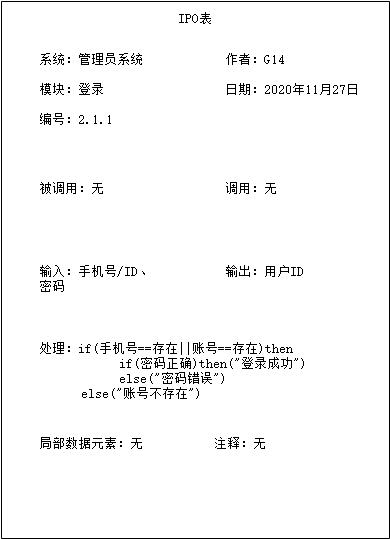 IPO表
系统：管理员系统 作者：G14
模块：登录 日期：2020年11月27日
编号：2.1.1
被调用：无 调用：无
输入：手机号/ID、 输出：用户ID
密码
处理：if(手机号==存在||账号==存在)then
if(密码正确)then("登录成功")
else("密码错误")
else("账号不存在")
局部数据元素：无 注释：无